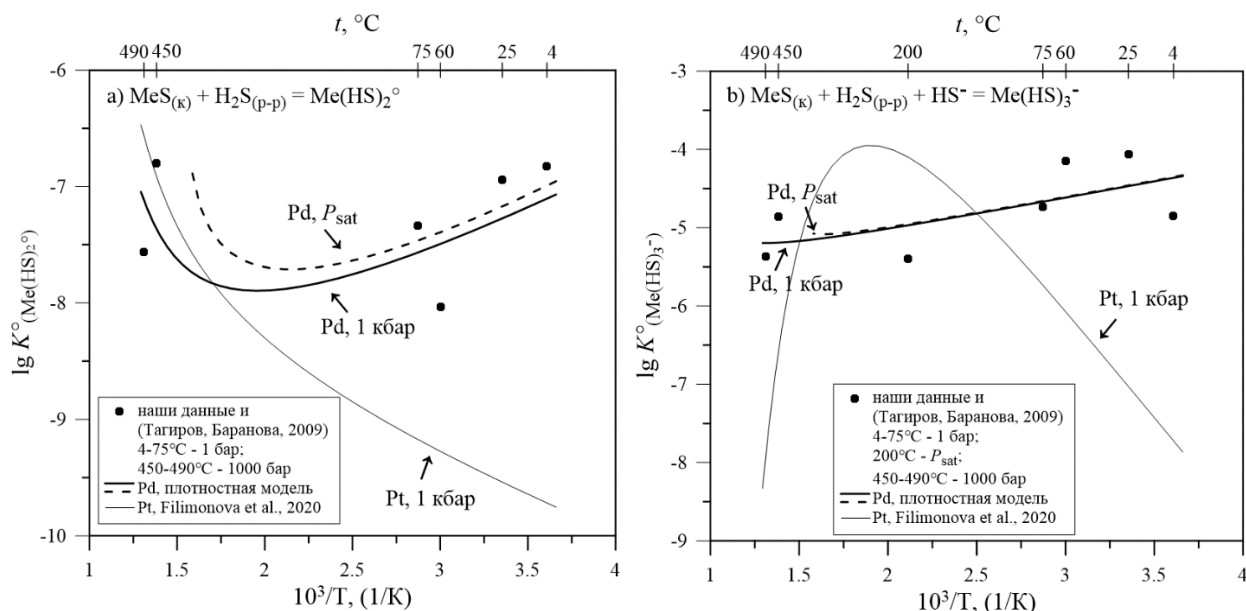 t, °C
490 450 75 60 25 4
-6
-7
-8
-9
-10
lg K°(Me(HS)₂°)
a) MeS(к) + H₂S(р-р) = Me(HS)₂°
Pd, Psat
Pd, 1 кбар
Pt, 1 кбар
наши данные и
(Тагиров, Баранова, 2009)
4-75°C - 1 бар;
450-490°C - 1000 бар
Pd, плотностная модель
Pt, Filimonova et al., 2020
1 1.5 2 2.5 3 3.5 4
10³/T, (1/К)
t, °C
490 450 200 75 60 25 4
-3
-4
-5
-6
-7
-8
-9
lg K°(Me(HS)₃-)
b) MeS(к) + H₂S(р-р) + HS⁻ = Me(HS)₃⁻
Pd, Psat
Pd, 1 кбар
Pt, 1 кбар
наши данные и
(Тагиров, Баранова, 2009)
4-75°C - 1 бар;
200°C - Psat;
450-490°C - 1000 бар
Pd, плотностная модель
Pt, Filimonova et al., 2020
1 1.5 2 2.5 3 3.5 4
10³/T, (1/К)